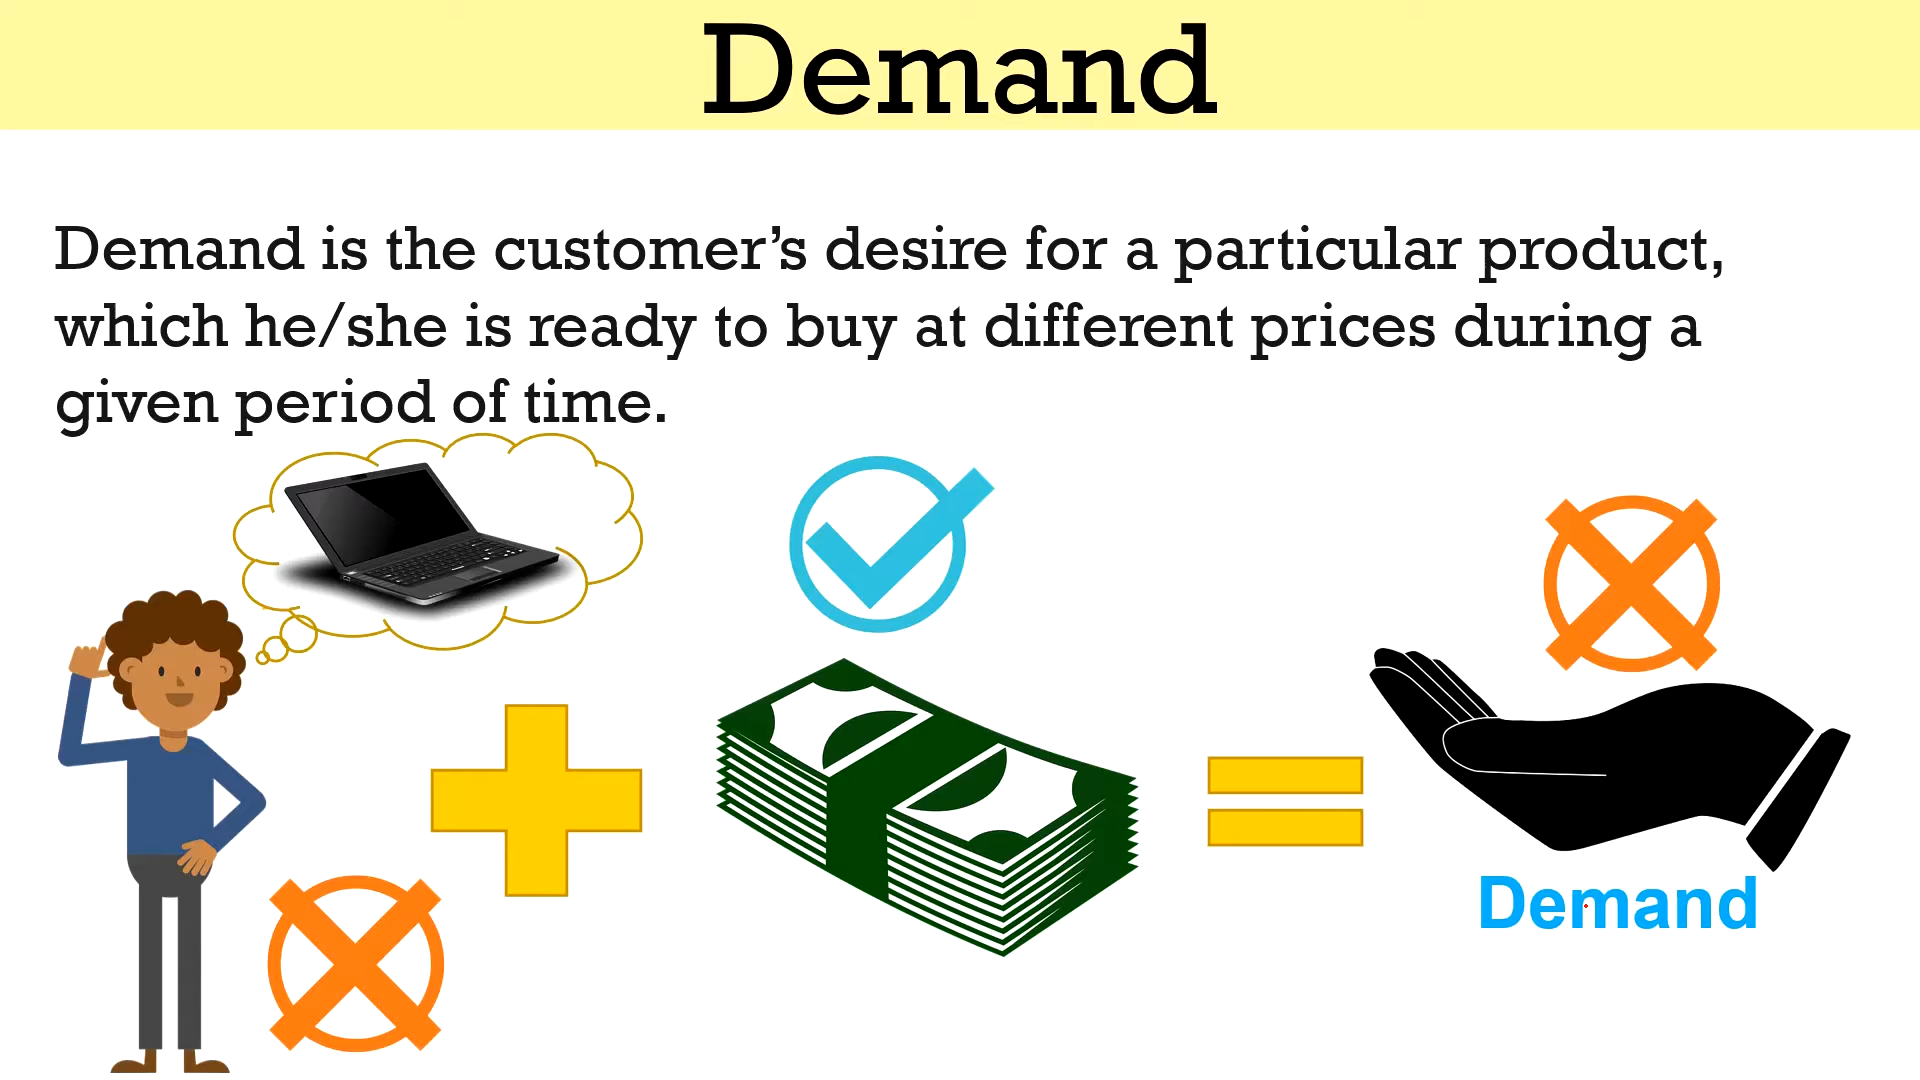 Demand
Demand is the customer’s desire for a particular product,
which he/she is ready to buy at different prices during a
given period of time.
Demand